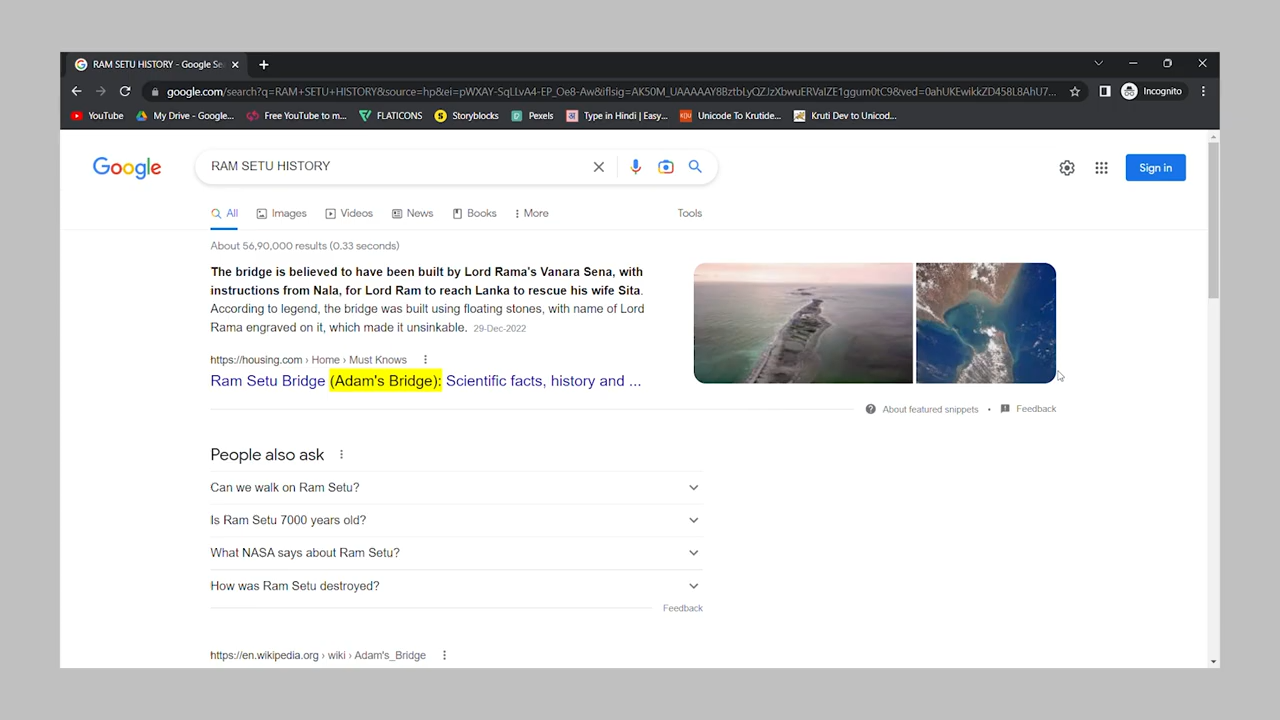 RAM SETU HISTORY - Google Se
google.com/search?q=RAM+SETU+HISTORY&source=hp&ei=
Incognito
YouTube
My Drive - Google...
Free YouTube to m...
FLATICONS
Storyblocks
Pexels
Type in Hindi | Easy...
Unicode To Krutide...
Kruti Dev to Unicod...
Google
RAM SETU HISTORY
Sign in
All
Images
Videos
News
Books
More
Tools
About 56,90,000 results (0.33 seconds)
The bridge is believed to have been built by Lord Rama's Vanara Sena, with
instructions from Nala, for Lord Ram to reach Lanka to rescue his wife Sita.
According to legend, the bridge was built using floating stones, with name of Lord
Rama engraved on it, which made it unsinkable. 29-Dec-2022
https://housing.com › Home › Must Knows
Ram Setu Bridge (Adam's Bridge): Scientific facts, history and ...
About featured snippets • Feedback
People also ask
Can we walk on Ram Setu?
Is Ram Setu 7000 years old?
What NASA says about Ram Setu?
How was Ram Setu destroyed?
Feedback
https://en.wikipedia.org › wiki › Adam's_Bridge